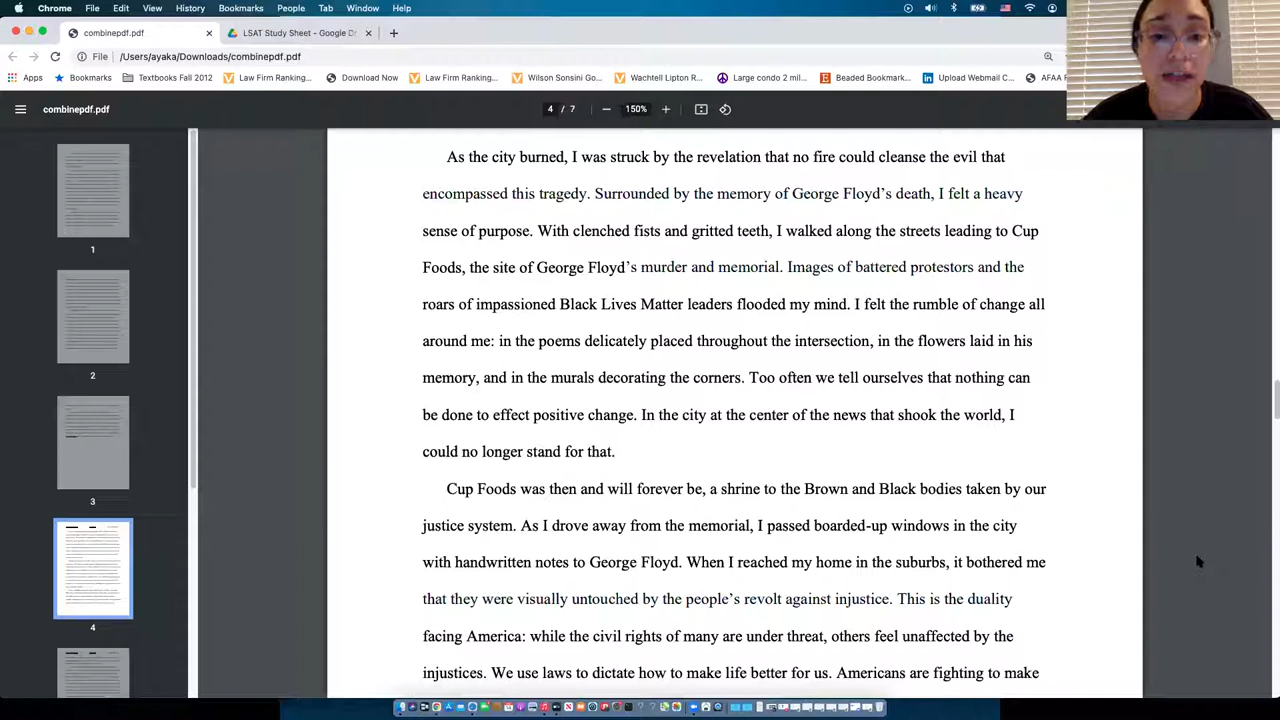 Chrome File Edit View History Bookmarks People Tab Window Help
combinepdf.pdf × LSAT Study Sheet - Google Dr × +
File /Users/ayaka/Downloads/combinepdf.pdf
Apps Bookmarks Textbooks Fall 2012 Law Firm Ranking... Download Now Law Firm Ranking... Vorys mini Go... Wachtell Lipton R... Large condo 2 mil... Beaded Bookmark... Upload Webmail C... AFAA F
combinepdf.pdf 4 / 7 − 150% +
As the city burned, I was struck by the revelation that no fire could cleanse the evil that
encompassed this tragedy. Surrounded by the memory of George Floyd's death, I felt a heavy
sense of purpose. With clenched fists and gritted teeth, I walked along the streets leading to Cup
Foods, the site of George Floyd's murder and memorial. Images of battered protestors and the
roars of impassioned Black Lives Matter leaders flooded my mind. I felt the rumble of change all
around me: in the poems delicately placed throughout the intersection, in the flowers laid in his
memory, and in the murals decorating the corners. Too often we tell ourselves that nothing can
be done to effect positive change. In the city at the center of the news that shook the world, I
could no longer stand for that.
Cup Foods was then and will forever be, a shrine to the Brown and Black bodies taken by our
justice system. As I drove away from the memorial, I passed boarded-up windows in the city
with handwritten notes to George Floyd. When I reached my home in the suburbs, it bothered me
that they were visually untouched by the people's revolt against injustice. This is the duality
facing America: while the civil rights of many are under threat, others feel unaffected by the
injustices. We use laws to dictate how to make life better for us. Americans are fighting to make
1
2
3
4